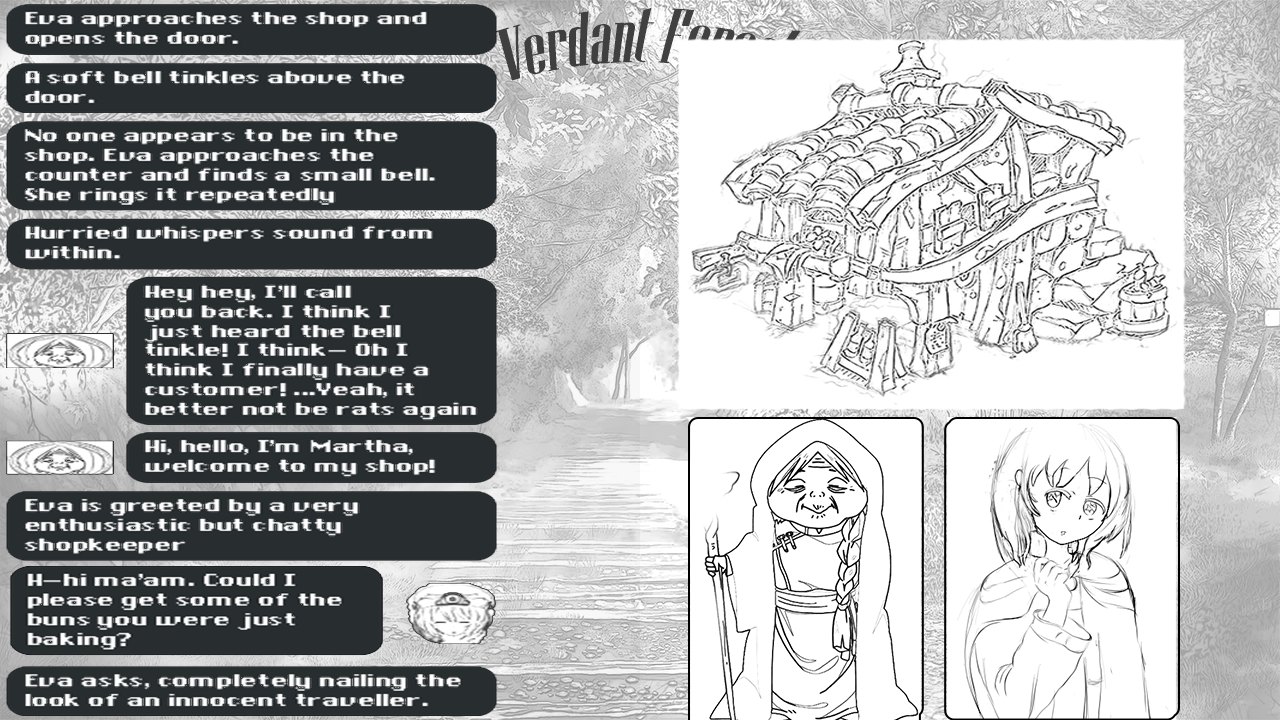 Eva approaches the shop and
opens the door.
A soft bell tinkles above the
door.
No one appears to be in the
shop. Eva approaches the
counter and finds a small bell.
She rings it repeatedly
Hurried whispers sound from
within.
Hey hey, I'll call
you back. I think I
just heard the bell
tinkle! I think— Oh I
think I finally have a
customer! ...Yeah, it
better not be rats again
Hi, hello, I'm Martha,
welcome to my shop!
Eva is greeted by a very
enthusiastic but chatty
shopkeeper
H—hi ma'am. Could I
please get some of the
buns you were just
baking?
Eva asks, completely nailing the
look of an innocent traveller.
Verdant